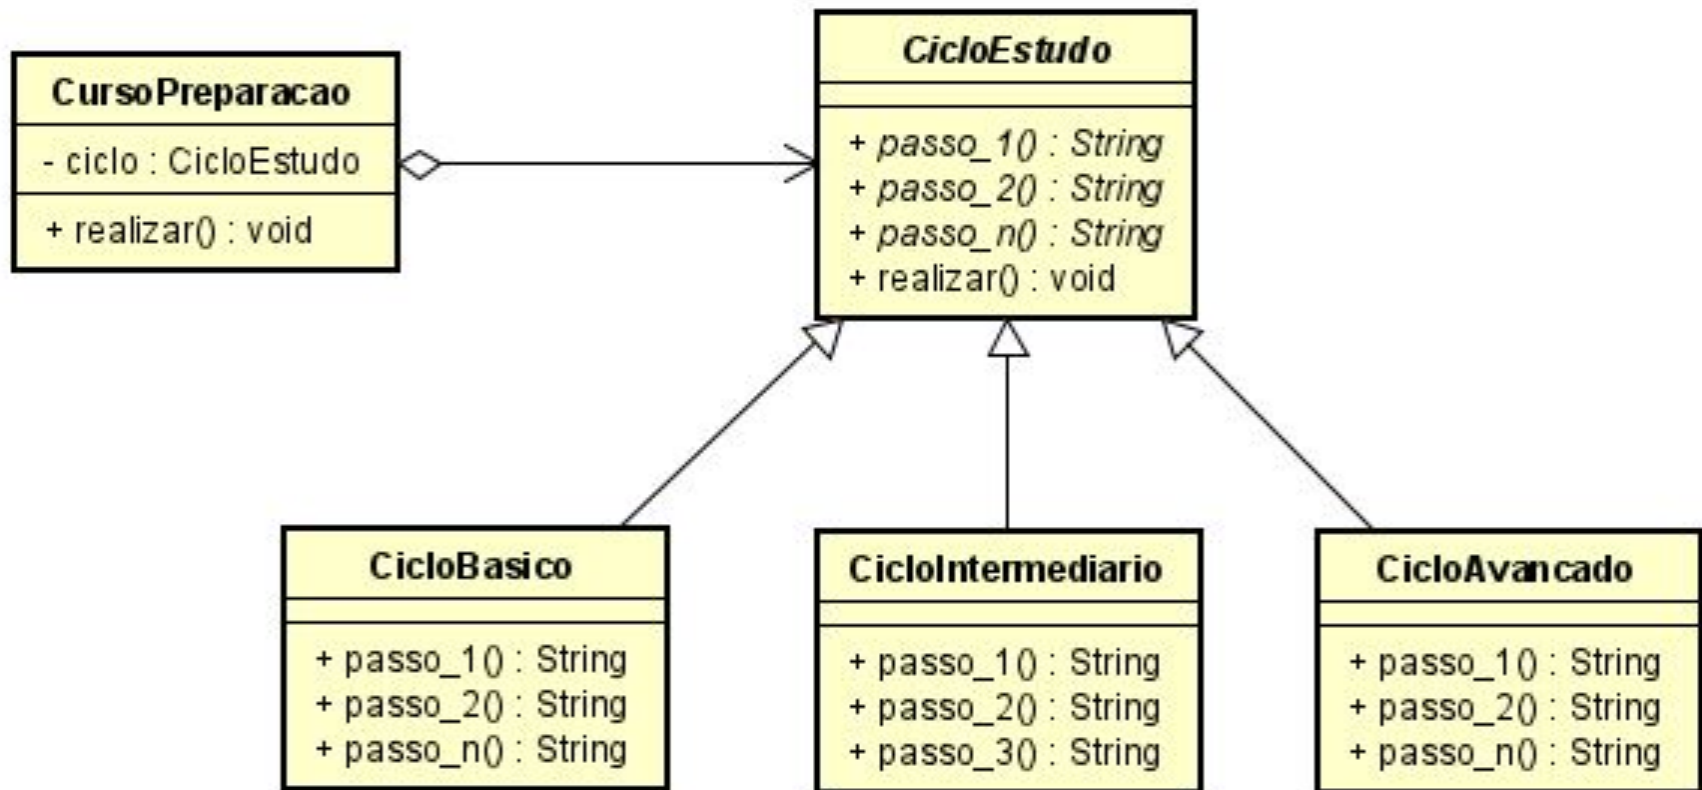 CursoPreparacao
- ciclo : CicloEstudo
+ realizar() : void
CicloEstudo
+ passo_1() : String
+ passo_2() : String
+ passo_n() : String
+ realizar() : void
CicloBasico
+ passo_1() : String
+ passo_2() : String
+ passo_n() : String
CicloIntermediario
+ passo_1() : String
+ passo_2() : String
+ passo_3() : String
CicloAvancado
+ passo_1() : String
+ passo_2() : String
+ passo_n() : String